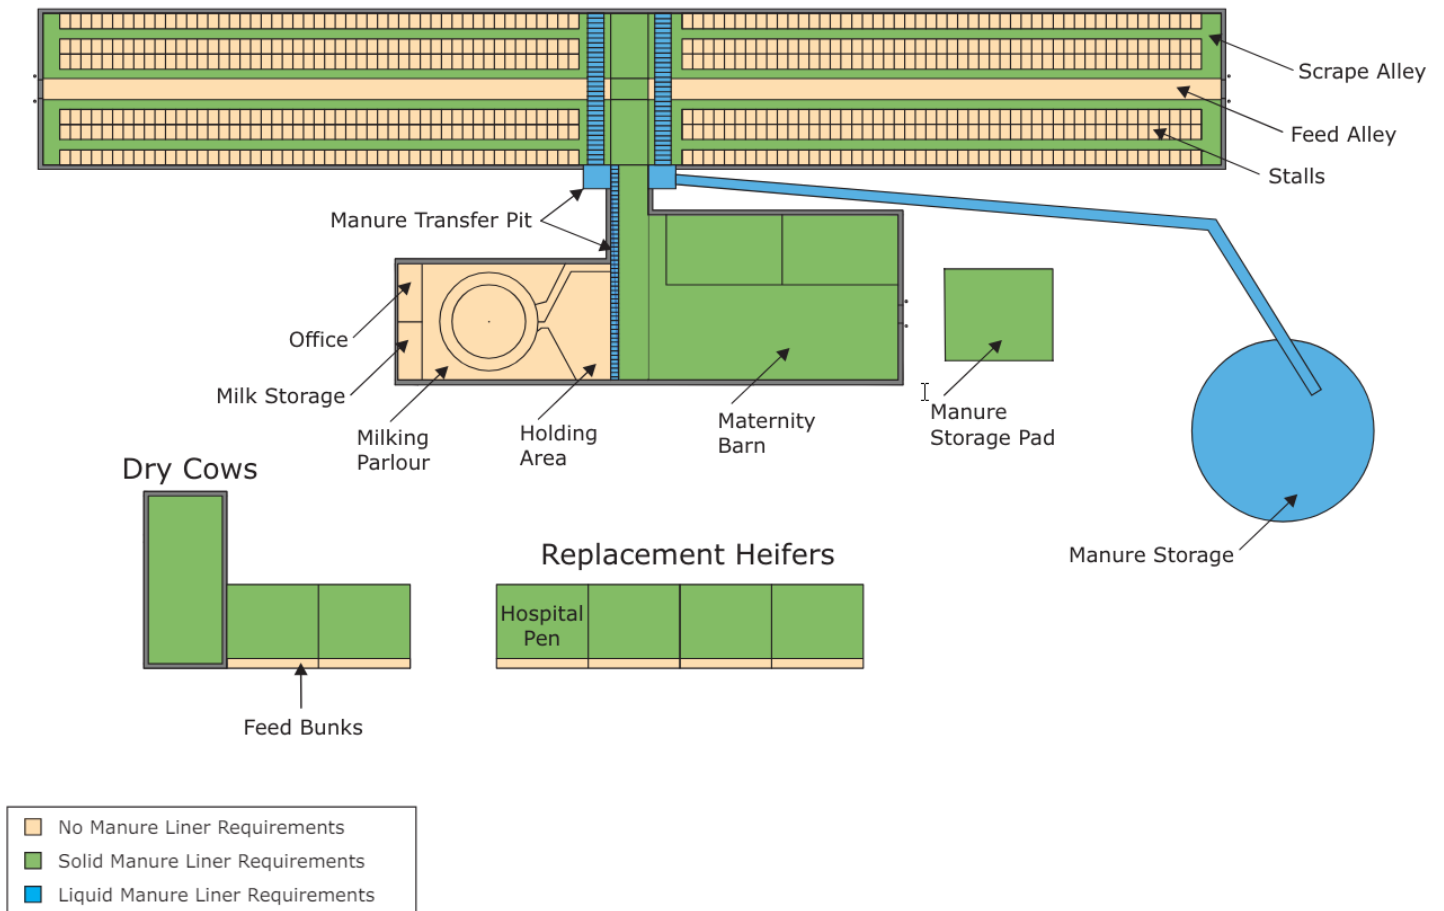 Scrape Alley
Feed Alley
Stalls
Manure Transfer Pit
Office
Milk Storage
Milking
Parlour
Holding
Area
Maternity
Barn
Manure
Storage Pad
Manure Storage
Dry Cows
Feed Bunks
Replacement Heifers
Hospital
Pen
No Manure Liner Requirements
Solid Manure Liner Requirements
Liquid Manure Liner Requirements